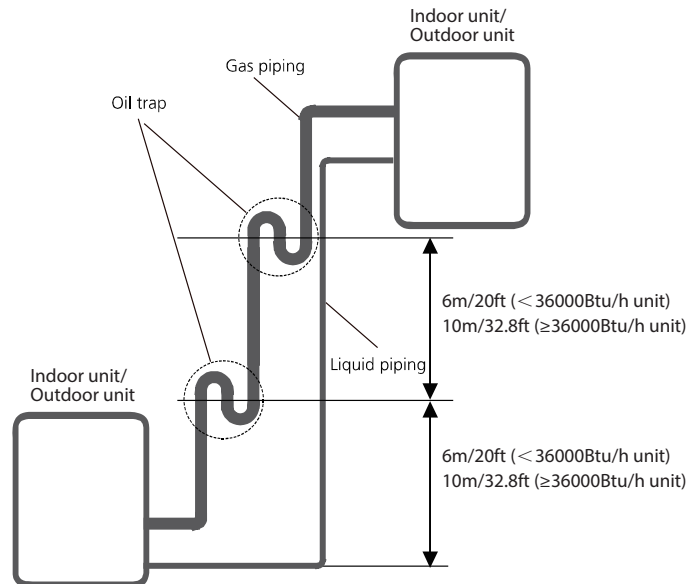 Indoor unit/
Outdoor unit
Gas piping
Oil trap
6m/20ft (＜36000Btu/h unit)
10m/32.8ft (≥36000Btu/h unit)
Liquid piping
Indoor unit/
Outdoor unit
6m/20ft (＜36000Btu/h unit)
10m/32.8ft (≥36000Btu/h unit)